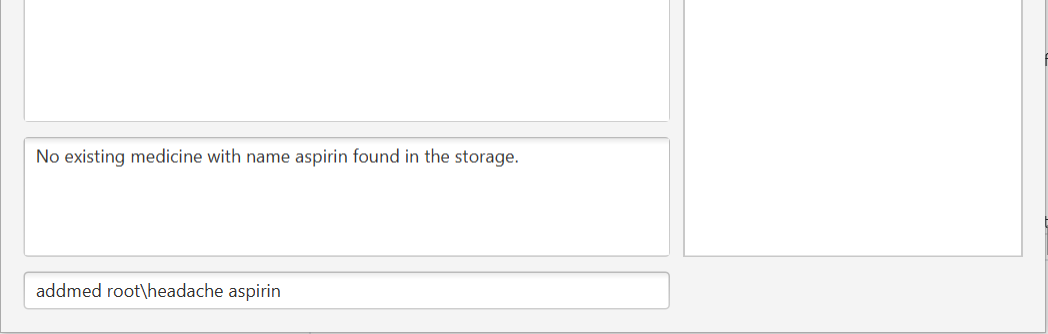 No existing medicine with name aspirin found in the storage.
addmed root\headache aspirin